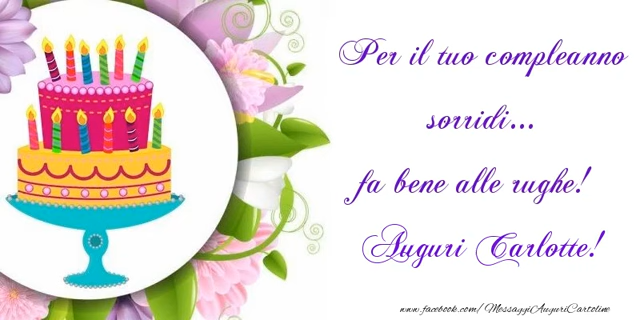 Per il tuo compleanno
sorridi...
fa bene alle rughe!
Auguri Carlotte!
www.facebook.com/MessaggiAuguriCartoline